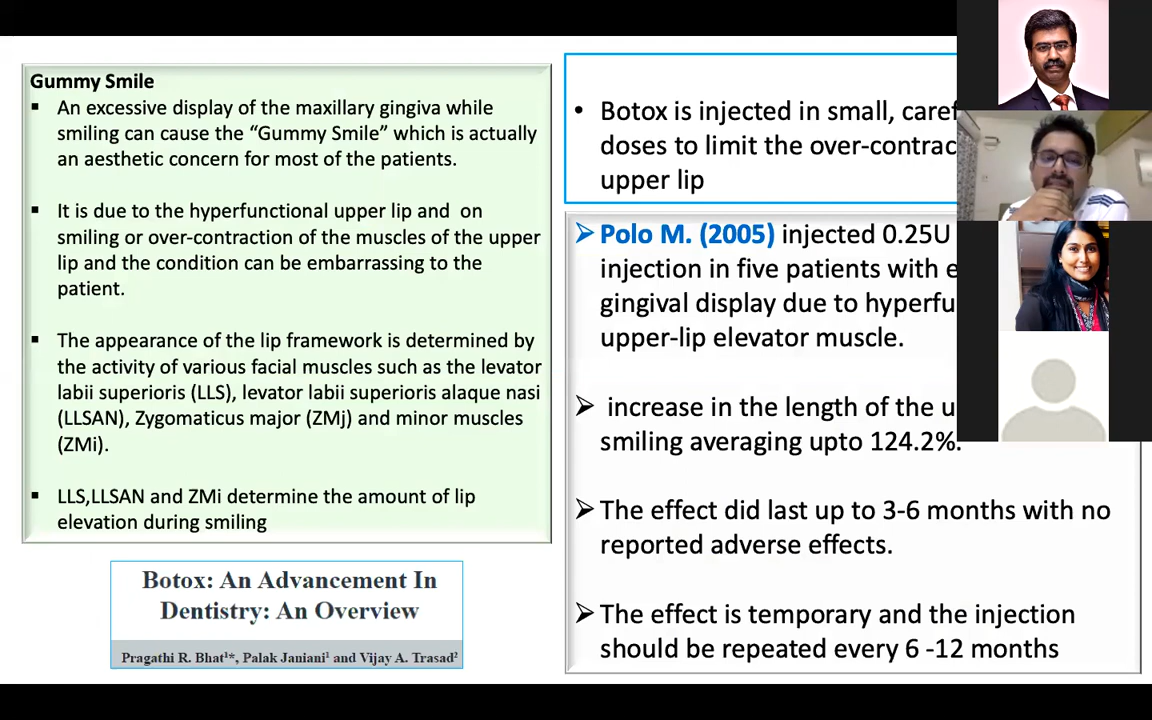 Gummy Smile
▪ An excessive display of the maxillary gingiva while
smiling can cause the “Gummy Smile” which is actually
an aesthetic concern for most of the patients.
▪ It is due to the hyperfunctional upper lip and on
smiling or over-contraction of the muscles of the upper
lip and the condition can be embarrassing to the
patient.
▪ The appearance of the lip framework is determined by
the activity of various facial muscles such as the levator
labii superioris (LLS), levator labii superioris alaque nasi
(LLSAN), Zygomaticus major (ZMj) and minor muscles
(ZMi).
▪ LLS,LLSAN and ZMi determine the amount of lip
elevation during smiling
Botox: An Advancement In
Dentistry: An Overview
Pragathi R. Bhat¹*, Palak Janiani¹ and Vijay A. Trasad²
• Botox is injected in small,
doses to limit the
upper lip
➢ Polo M. (2005) injected 0.25U
injection in five patients with
gingival display due to
upper-lip elevator muscle.
➢ increase in the length of the
smiling averaging upto 124.2%.
➢ The effect did last up to 3-6 months with no
reported adverse effects.
➢ The effect is temporary and the injection
should be repeated every 6 -12 months